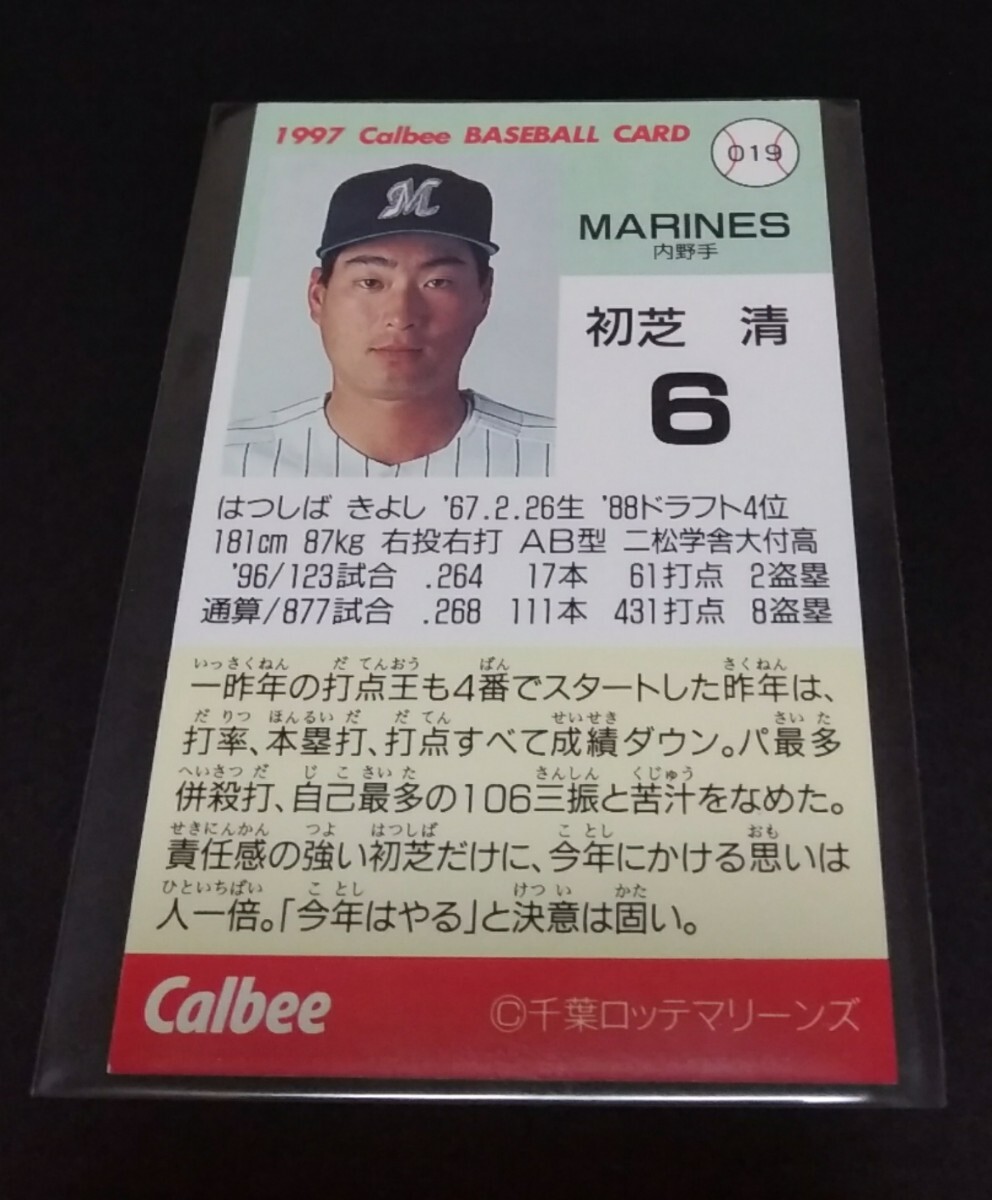 1997 Calbee BASEBALL CARD
019
M
MARINES
内野手
初芝 清
6
はつしば きよし '67.2.26生 '88ドラフト4位
181cm 87kg 右投右打 AB型 二松学舎大付高
'96/123試合 .264 17本 61打点 2盗塁
通算/877試合 .268 111本 431打点 8盗塁
いっさくねん だてんおう ばん さくねん
一昨年の打点王も4番でスタートした昨年は、
だりつ ほんるいだ だてん せいせき さいた
打率、本塁打、打点すべて成績ダウン。パ最多
へいさつだ じこさいた さんしん くじゅう
併殺打、自己最多の106三振と苦汁をなめた。
せきにんかん つよ はつしば ことし おも
責任感の強い初芝だけに、今年にかける思いは
ひといちばい ことし けつい かた
人一倍。「今年はやる」と決意は固い。
Calbee
©千葉ロッテマリーンズ